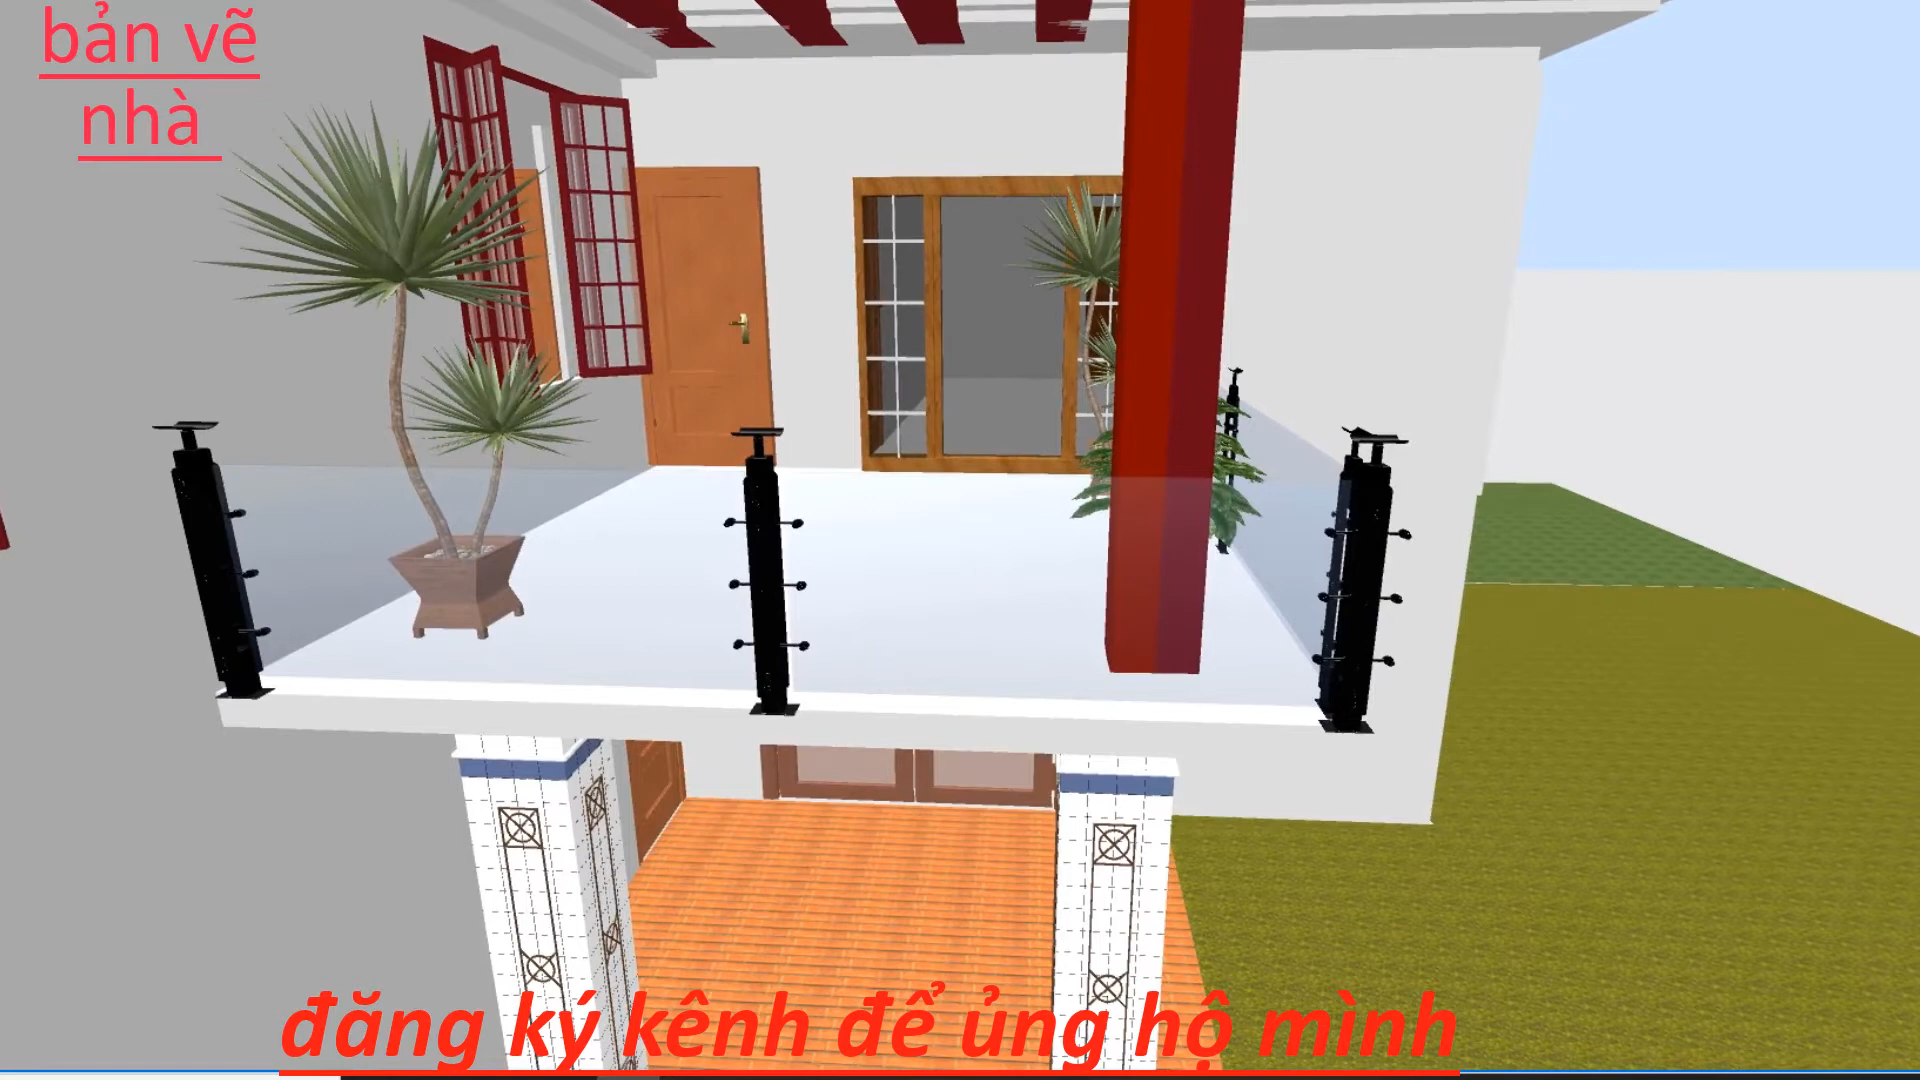 bản vẽ
nhà
đăng ký kênh để ủng hộ mình